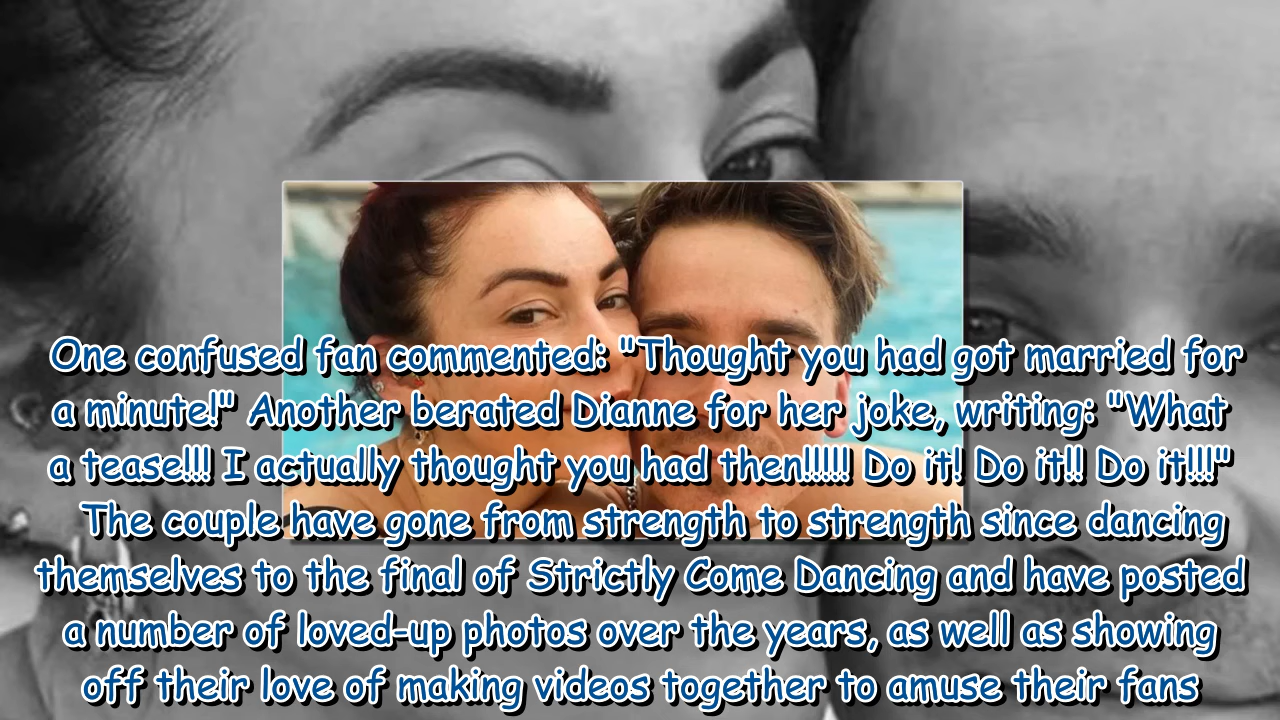 One confused fan commented: "Thought you had got married for
a minute!" Another berated Dianne for her joke, writing: "What
a tease!!! I actually thought you had then!!!!! Do it! Do it!! Do it!!!"
The couple have gone from strength to strength since dancing
themselves to the final of Strictly Come Dancing and have posted
a number of loved-up photos over the years, as well as showing
off their love of making videos together to amuse their fans